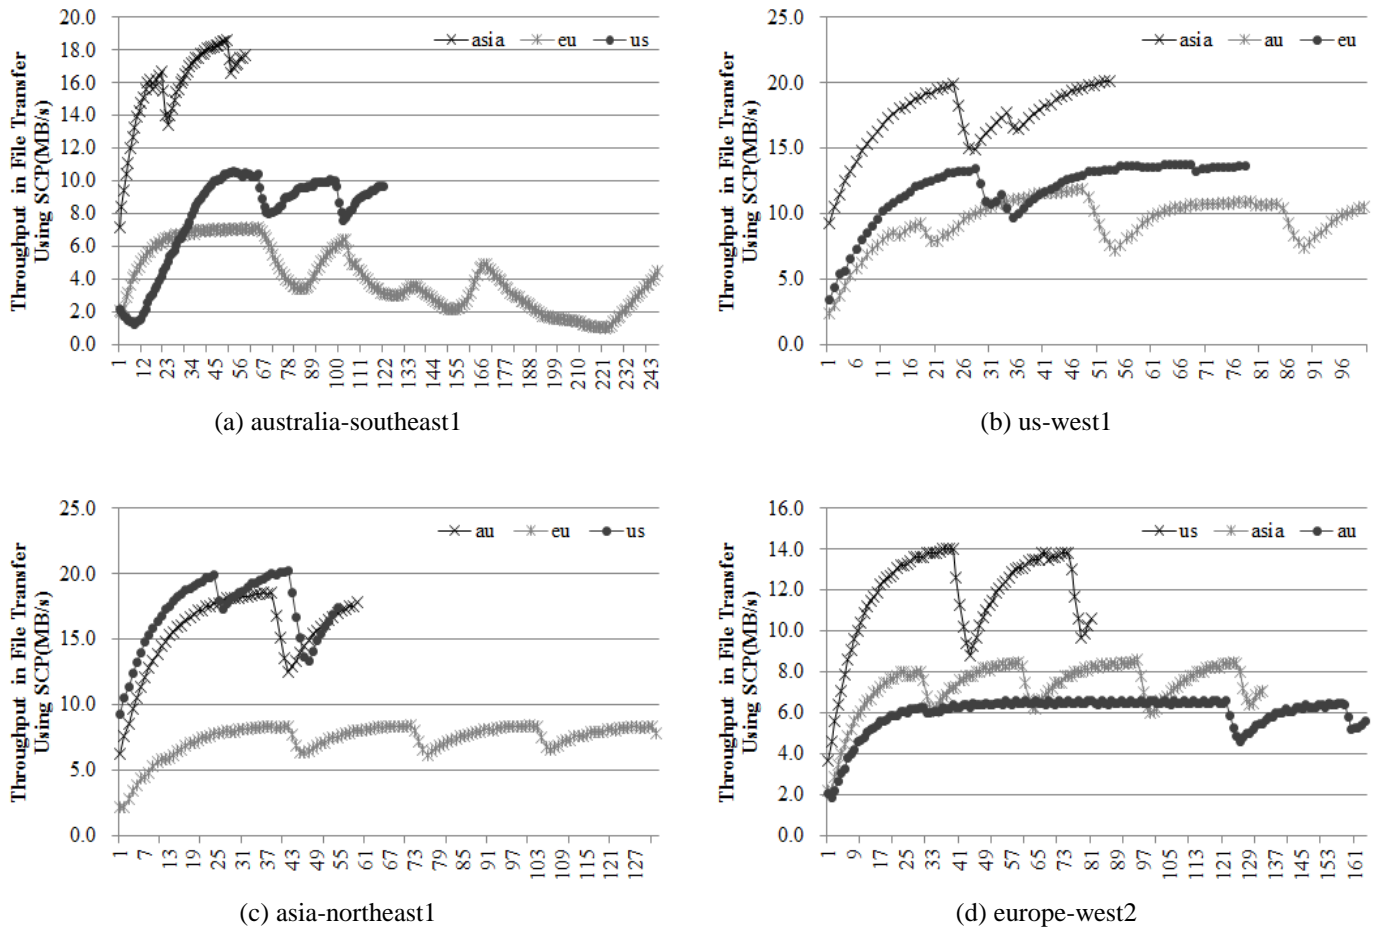 Throughput in File Transfer
Using SCP(MB/s)
20.0
18.0
16.0
14.0
12.0
10.0
8.0
6.0
4.0
2.0
0.0
asia eu us
1 12 23 34 45 56 67 78 89 100 111 122 133 144 155 166 177 188 199 210 221 232 243
(a) australia-southeast1
Throughput in File Transfer
Using SCP(MB/s)
25.0
20.0
15.0
10.0
5.0
0.0
asia au eu
1 6 11 16 21 26 31 36 41 46 51 56 61 66 71 76 81 86 91 96
(b) us-west1
Throughput in File Transfer
Using SCP(MB/s)
25.0
20.0
15.0
10.0
5.0
0.0
au eu us
1 7 13 19 25 31 37 43 49 55 61 67 73 79 85 91 97 103 109 115 121 127
(c) asia-northeast1
Throughput in File Transfer
Using SCP(MB/s)
16.0
14.0
12.0
10.0
8.0
6.0
4.0
2.0
0.0
us asia au
1 9 17 25 33 41 49 57 65 73 81 89 97 105 113 121 129 137 145 153 161
(d) europe-west2